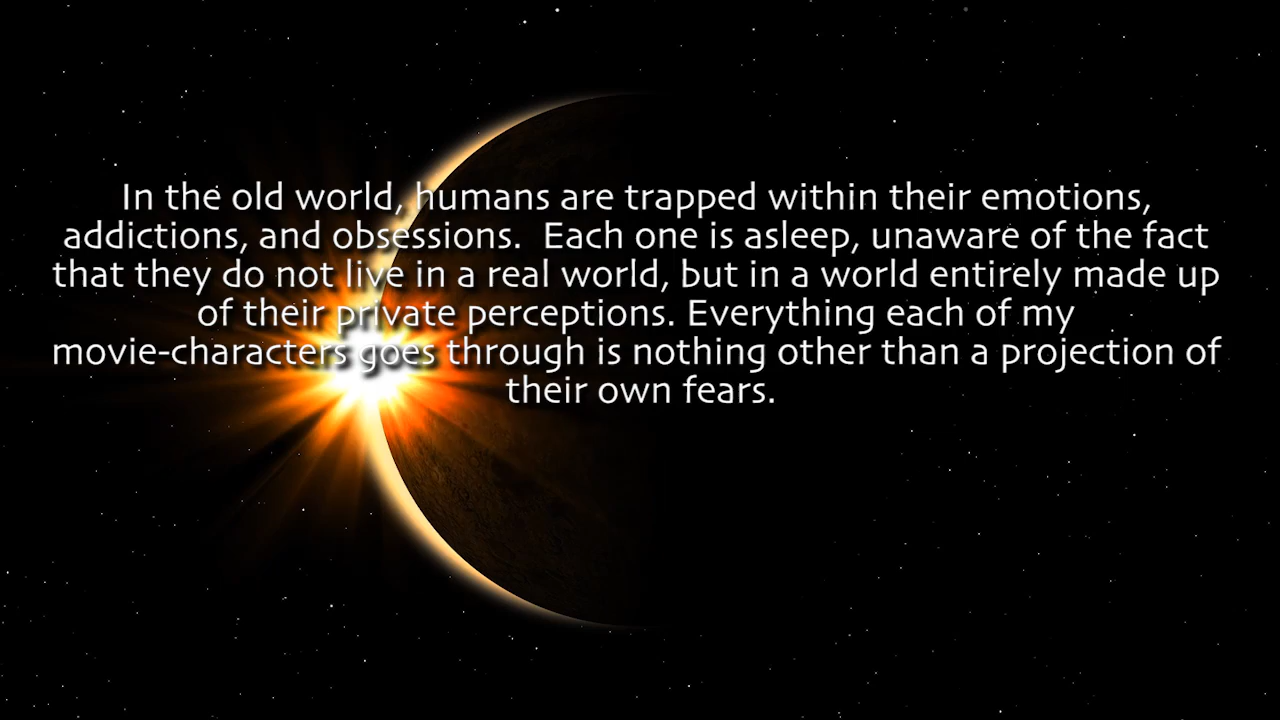 In the old world, humans are trapped within their emotions,
addictions, and obsessions.  Each one is asleep, unaware of the fact
that they do not live in a real world, but in a world entirely made up
of their private perceptions. Everything each of my
movie-characters goes through is nothing other than a projection of
their own fears.